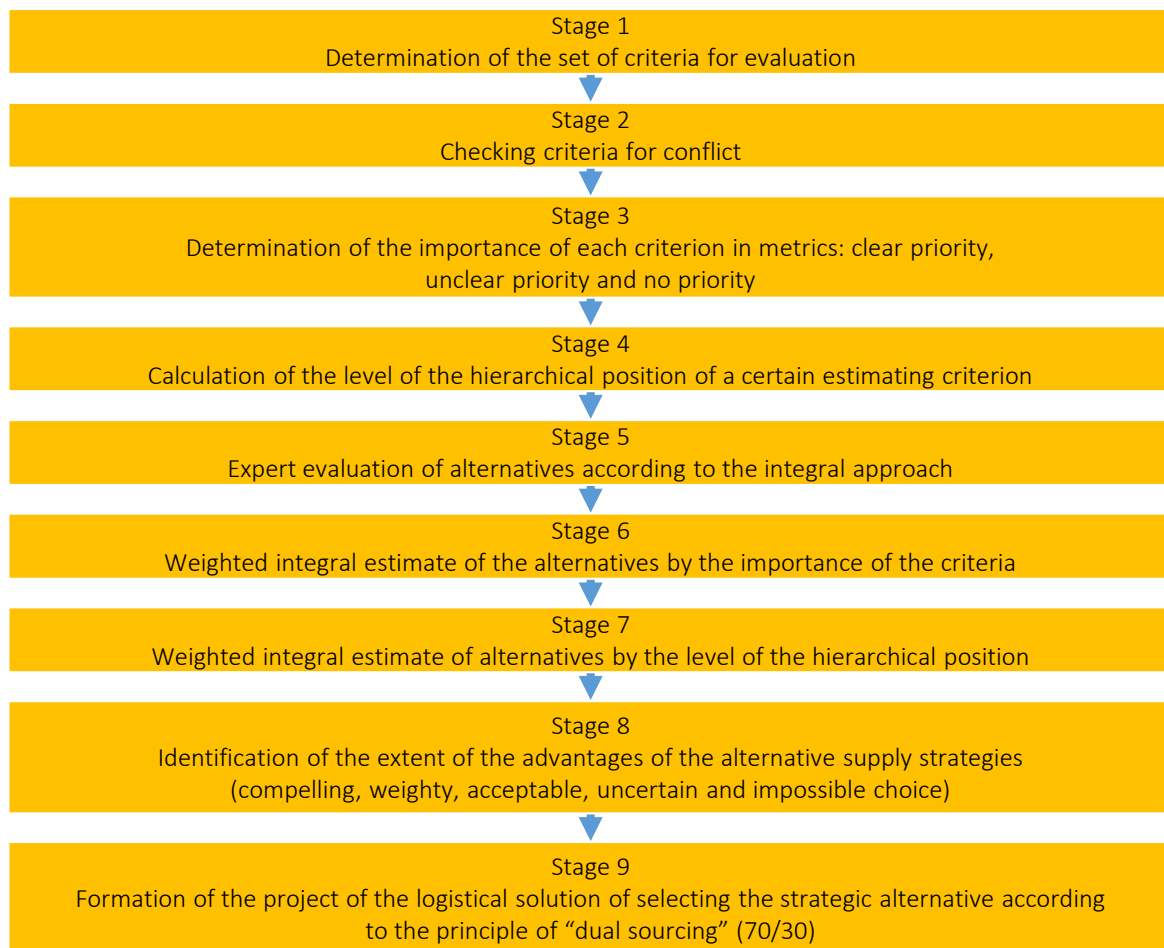 Stage 1
Determination of the set of criteria for evaluation
Stage 2
Checking criteria for conflict
Stage 3
Determination of the importance of each criterion in metrics: clear priority,
unclear priority and no priority
Stage 4
Calculation of the level of the hierarchical position of a certain estimating criterion
Stage 5
Expert evaluation of alternatives according to the integral approach
Stage 6
Weighted integral estimate of the alternatives by the importance of the criteria
Stage 7
Weighted integral estimate of alternatives by the level of the hierarchical position
Stage 8
Identification of the extent of the advantages of the alternative supply strategies
(compelling, weighty, acceptable, uncertain and impossible choice)
Stage 9
Formation of the project of the logistical solution of selecting the strategic alternative according
to the principle of “dual sourcing” (70/30)